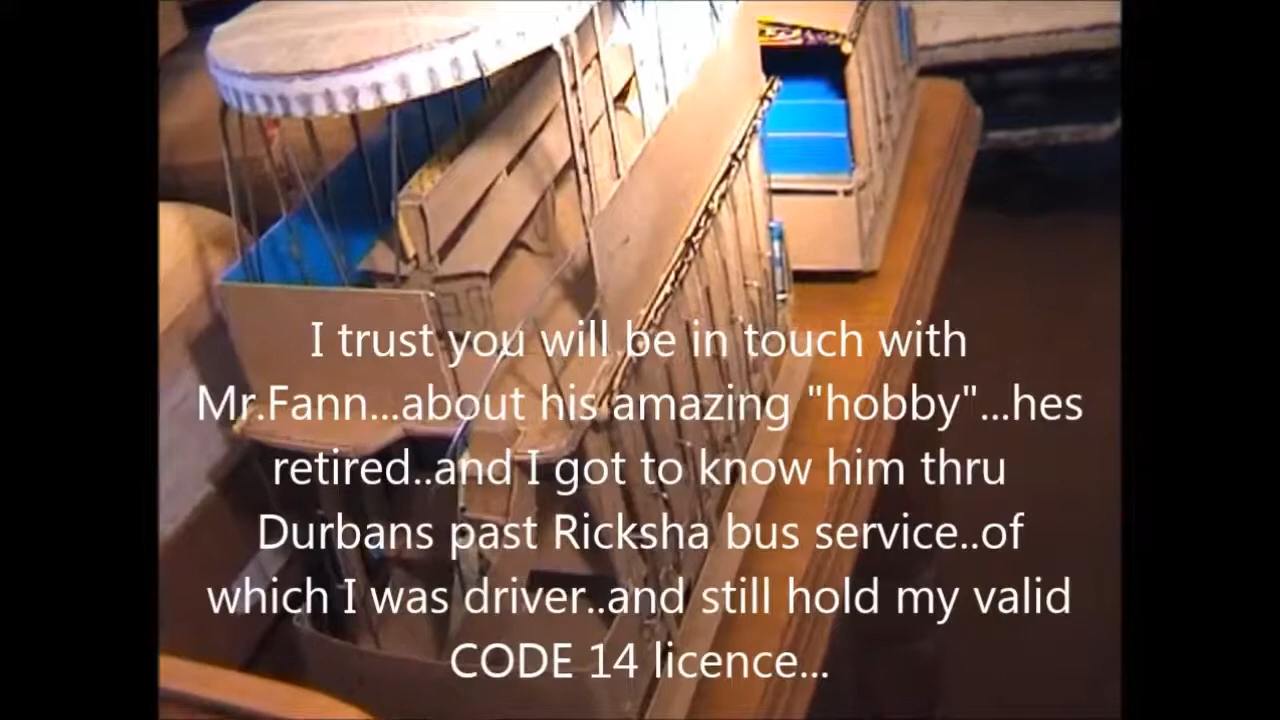 I trust you will be in touch with
Mr.Fann...about his amazing "hobby"...hes
retired..and I got to know him thru
Durbans past Ricksha bus service..of
which I was driver..and still hold my valid
CODE 14 licence...